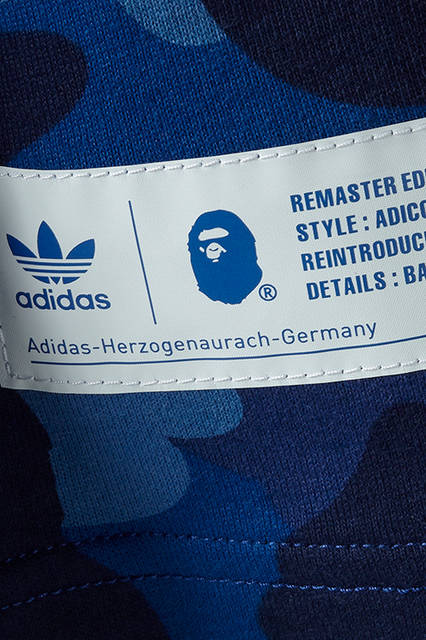 adidas
®
REMASTER ED
STYLE : ADICO
REINTRODUC
DETAILS : BA
Adidas-Herzogenaurach-Germany